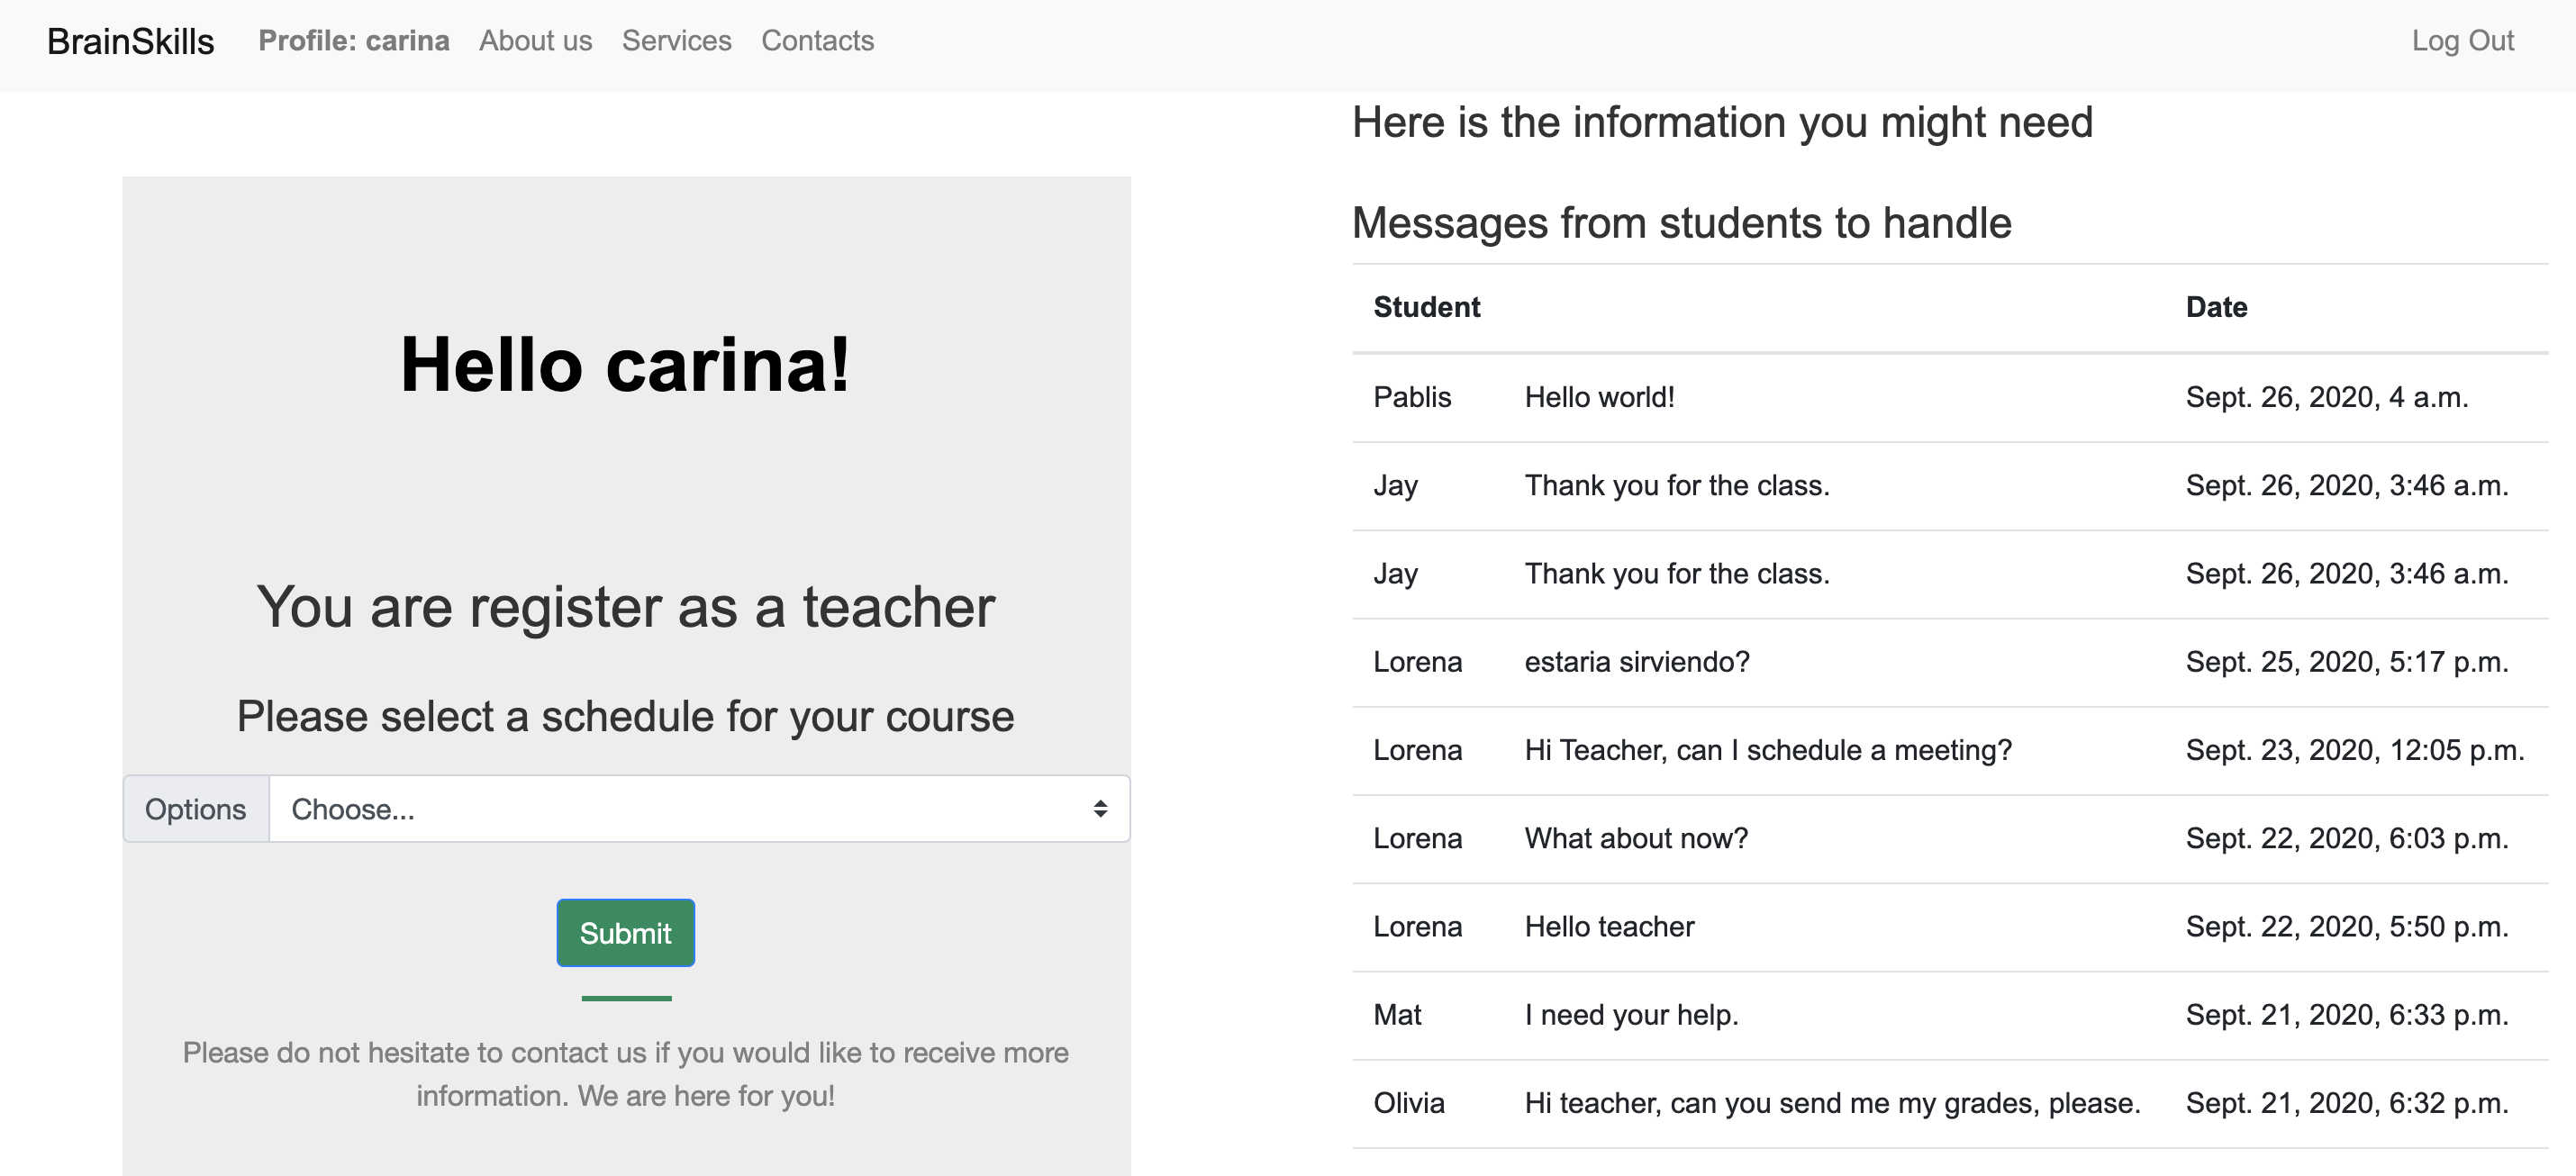 BrainSkills Profile: carina About us Services Contacts Log Out
Hello carina!
You are register as a teacher
Please select a schedule for your course
Options Choose...
Submit
Please do not hesitate to contact us if you would like to receive more
information. We are here for you!
Here is the information you might need
Messages from students to handle
Student Date
Pablis Hello world! Sept. 26, 2020, 4 a.m.
Jay Thank you for the class. Sept. 26, 2020, 3:46 a.m.
Jay Thank you for the class. Sept. 26, 2020, 3:46 a.m.
Lorena estaria sirviendo? Sept. 25, 2020, 5:17 p.m.
Lorena Hi Teacher, can I schedule a meeting? Sept. 23, 2020, 12:05 p.m.
Lorena What about now? Sept. 22, 2020, 6:03 p.m.
Lorena Hello teacher Sept. 22, 2020, 5:50 p.m.
Mat I need your help. Sept. 21, 2020, 6:33 p.m.
Olivia Hi teacher, can you send me my grades, please. Sept. 21, 2020, 6:32 p.m.